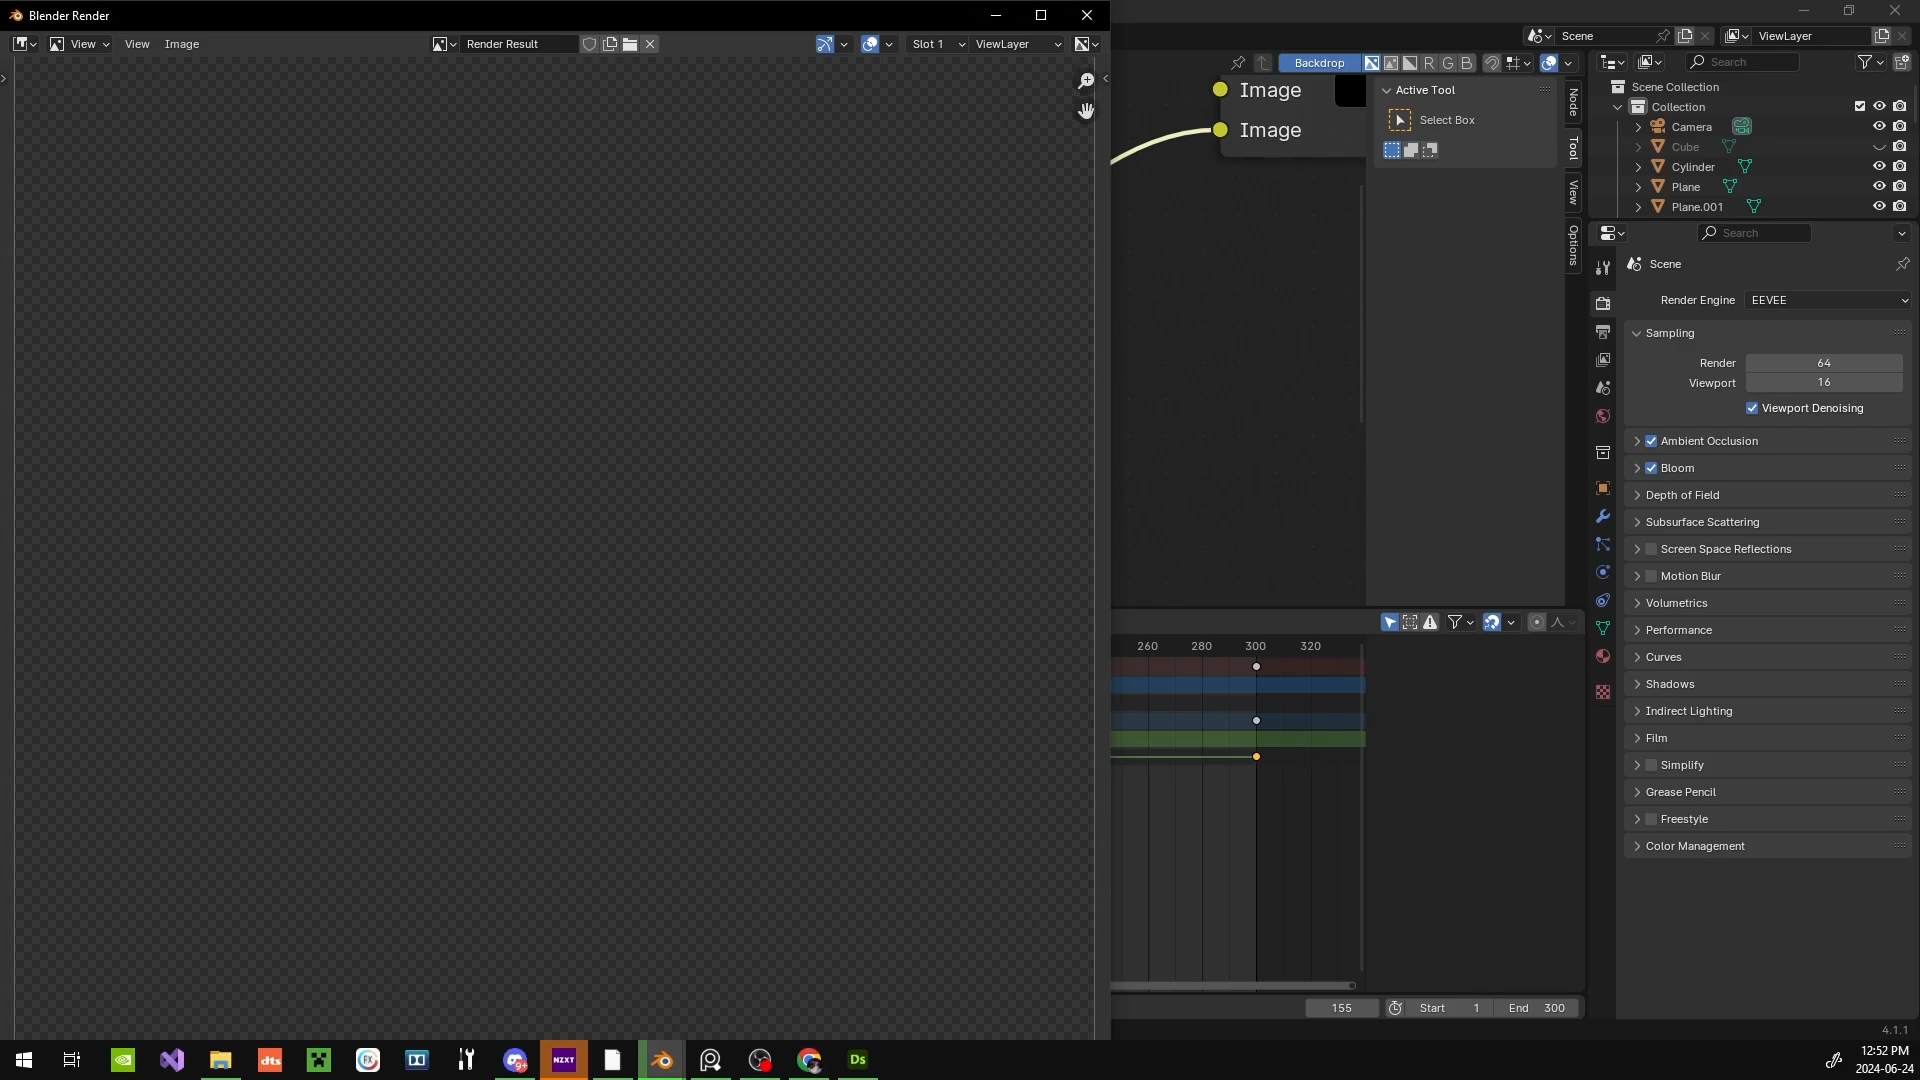 Blender Render
View
View
Image
Render Result
Slot 1
ViewLayer
Scene
ViewLayer
Backdrop
R
G
B
Search
Image
Image
Active Tool
Select Box
Node
Tool
View
Options
Scene Collection
Collection
Camera
Cube
Cylinder
Plane
Plane.001
Search
Scene
Render Engine
EEVEE
Sampling
Render
64
Viewport
16
Viewport Denoising
Ambient Occlusion
Bloom
Depth of Field
Subsurface Scattering
Screen Space Reflections
Motion Blur
Volumetrics
Performance
Curves
Shadows
Indirect Lighting
Film
Simplify
Grease Pencil
Freestyle
Color Management
260
280
300
320
155
Start
1
End
300
4.1.1
dts
FX
9+
NZXT
Ds
12:52 PM
2024-06-24